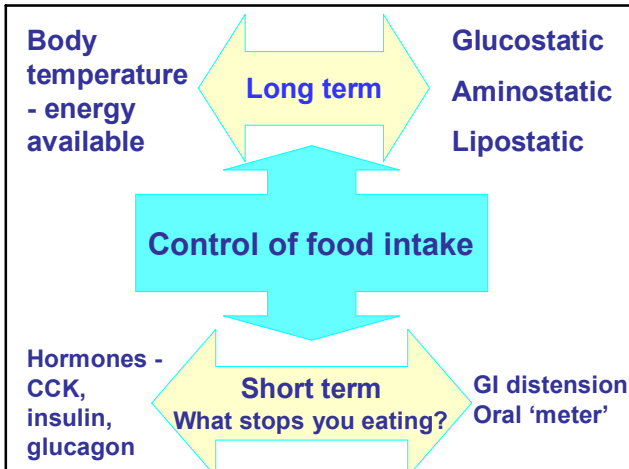 Body
temperature
- energy
available
Long term
Glucostatic
Aminostatic
Lipostatic
Control of food intake
Hormones -
CCK,
insulin,
glucagon
Short term
What stops you eating?
GI distension
Oral ‘meter’